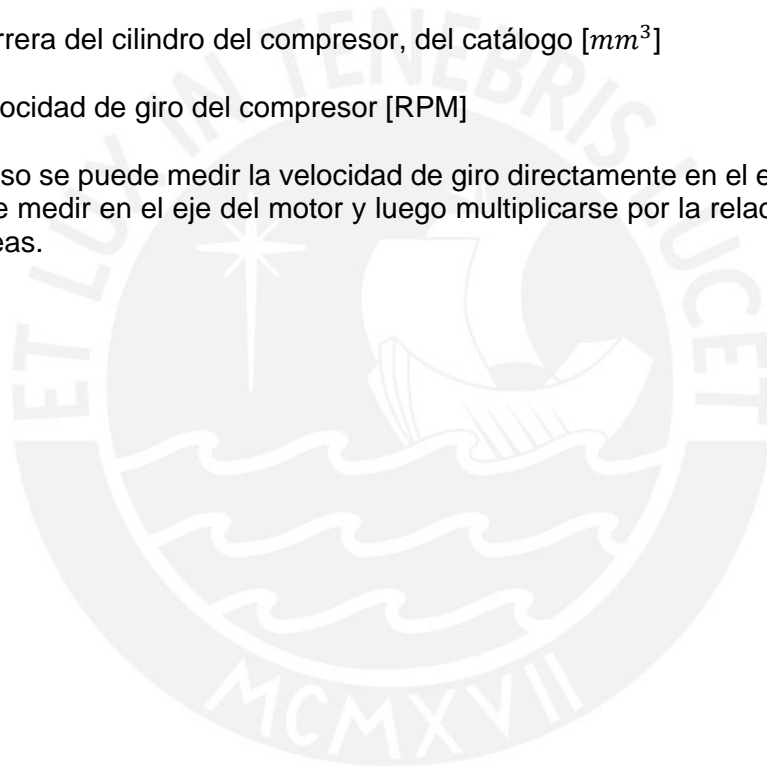 rrera del cilindro del compresor, del catálogo [𝑚𝑚³]
ocidad de giro del compresor [RPM]
so se puede medir la velocidad de giro directamente en el e
e medir en el eje del motor y luego multiplicarse por la relac
eas.
ET LUX IN TENEBRIS LUCET
MCMXVII